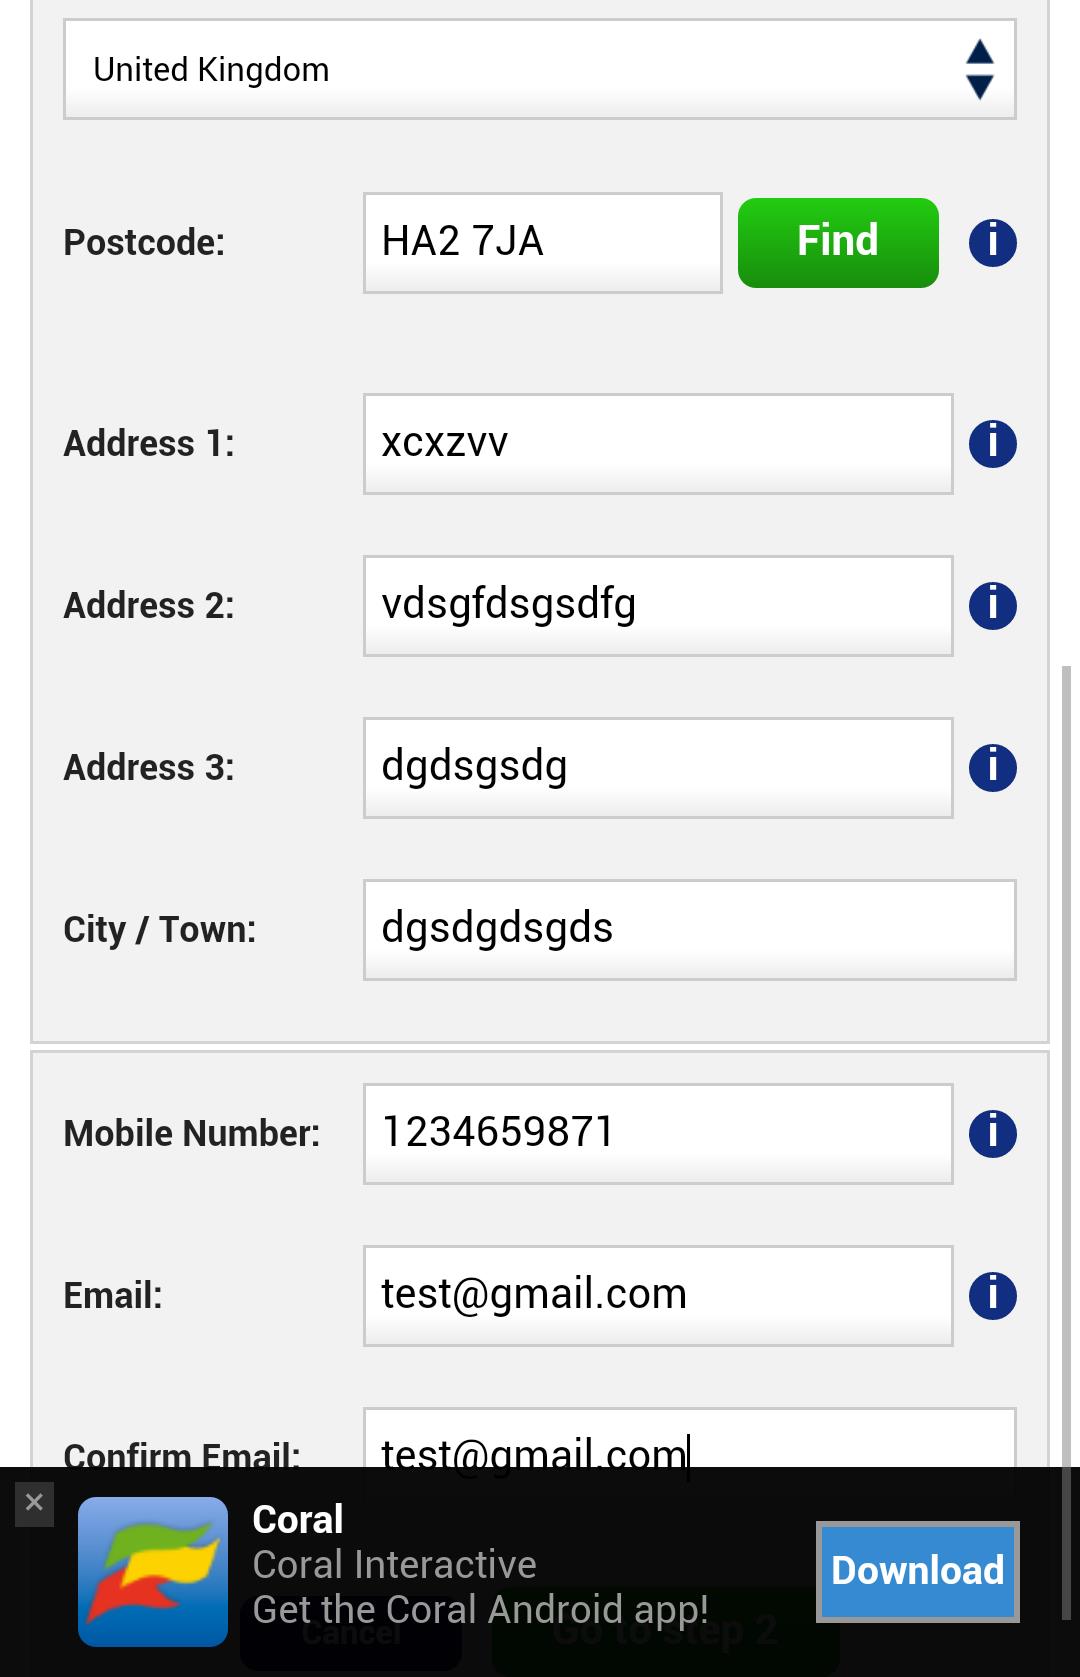 United Kingdom
Postcode: HA2 7JA Find i
Address 1: xcxzvv i
Address 2: vdsgfdsgsdfg i
Address 3: dgdsgsdg i
City / Town: dgsdgdsgds
Mobile Number: 1234659871 i
Email: test@gmail.com i
Confirm Email: test@gmail.com
Coral
Coral Interactive
Download
Get the Coral Android app!
Cancel Go to step 2